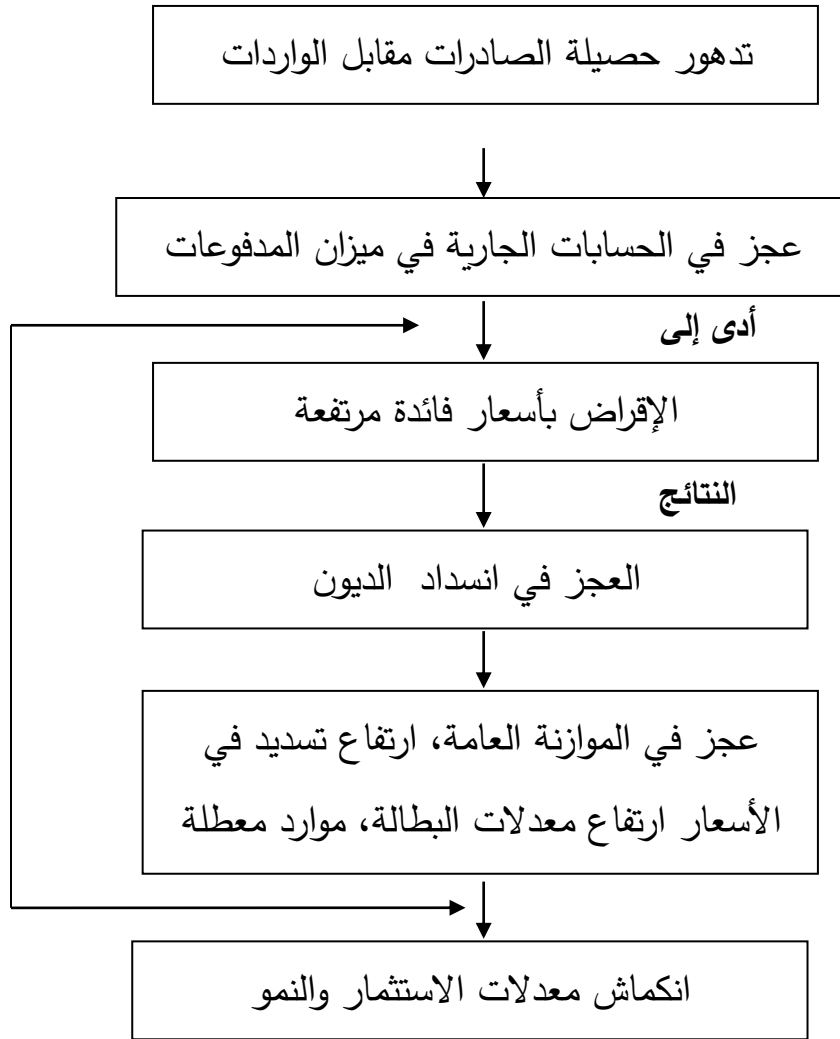 تدهور حصيلة الصادرات مقابل الواردات
عجز في الحسابات الجارية في ميزان المدفوعات
أدى إلى
الإقراض بأسعار فائدة مرتفعة
النتائج
العجز في انسداد الديون
عجز في الموازنة العامة، ارتفاع تسديد في
الأسعار ارتفاع معدلات البطالة، موارد معطلة
انكماش معدلات الاستثمار والنمو